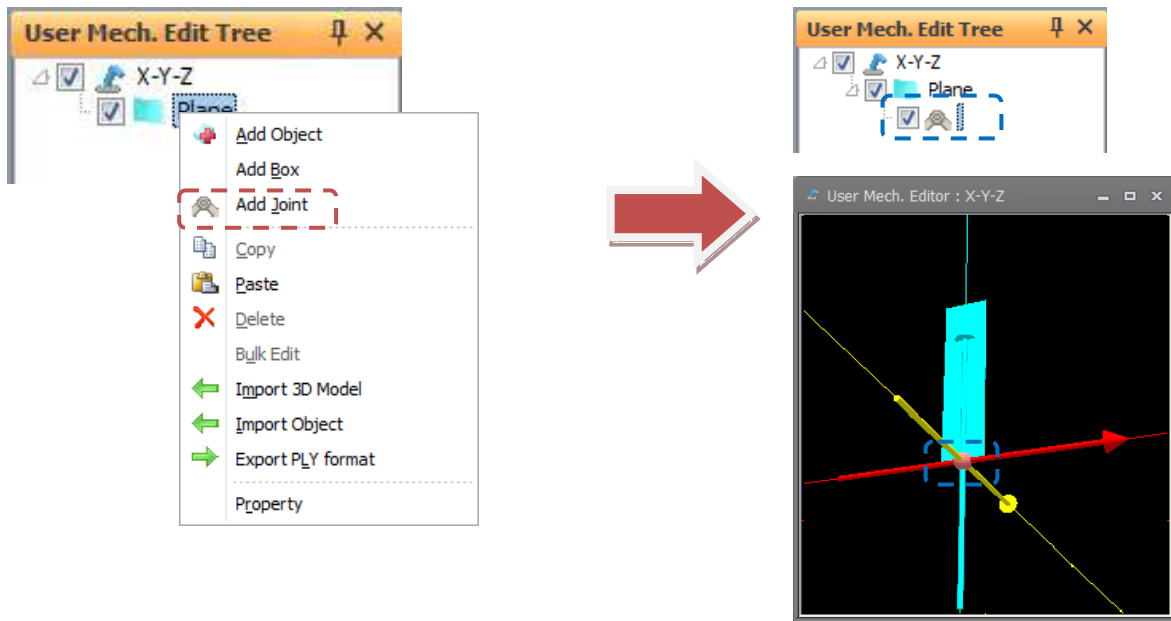 User Mech. Edit Tree
X-Y-Z
Plane
Add Object
Add Box
Add Joint
Copy
Paste
Delete
Bulk Edit
Import 3D Model
Import Object
Export PLY format
Property
User Mech. Edit Tree
X-Y-Z
Plane
User Mech. Editor : X-Y-Z